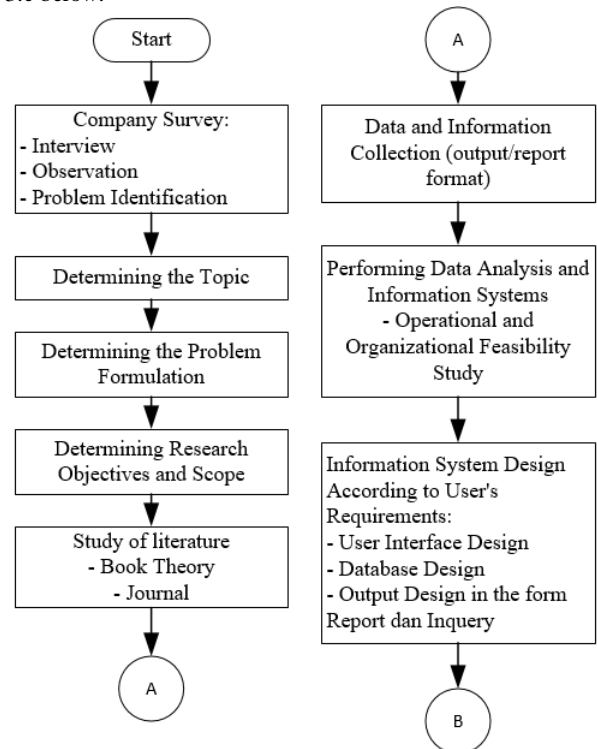 Start
Company Survey:
- Interview
- Observation
- Problem Identification
Determining the Topic
Determining the Problem
Formulation
Determining Research
Objectives and Scope
Study of literature
- Book Theory
- Journal
A
A
Data and Information
Collection (output/report
format)
Performing Data Analysis and
Information Systems
- Operational and
Organizational Feasibility
Study
Information System Design
According to User's
Requirements:
- User Interface Design
- Database Design
- Output Design in the form
Report dan Inquery
B